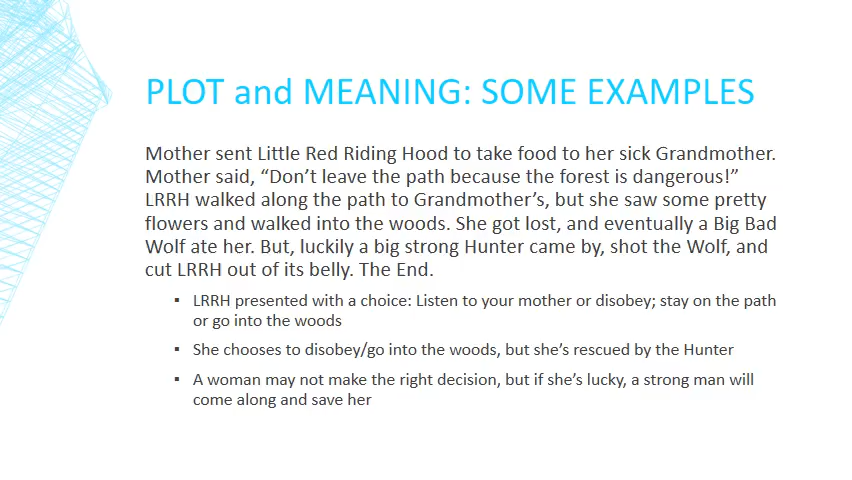 PLOT and MEANING: SOME EXAMPLES
Mother sent Little Red Riding Hood to take food to her sick Grandmother.
Mother said, “Don’t leave the path because the forest is dangerous!”
LRRH walked along the path to Grandmother’s, but she saw some pretty
flowers and walked into the woods. She got lost, and eventually a Big Bad
Wolf ate her. But, luckily a big strong Hunter came by, shot the Wolf, and
cut LRRH out of its belly. The End.
▪ LRRH presented with a choice: Listen to your mother or disobey; stay on the path
or go into the woods
▪ She chooses to disobey/go into the woods, but she’s rescued by the Hunter
▪ A woman may not make the right decision, but if she’s lucky, a strong man will
come along and save her